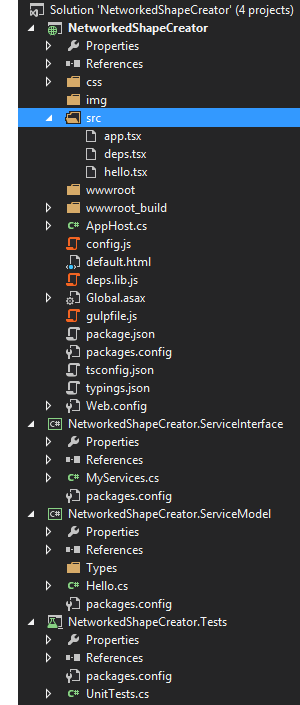 Solution 'NetworkedShapeCreator' (4 projects)
NetworkedShapeCreator
Properties
References
css
img
src
app.tsx
deps.tsx
hello.tsx
wwwroot
wwwroot_build
C# AppHost.cs
config.js
default.html
deps.lib.js
Global.asax
gulpfile.js
package.json
packages.config
tsconfig.json
typings.json
Web.config
C# NetworkedShapeCreator.ServiceInterface
Properties
References
C# MyServices.cs
packages.config
C# NetworkedShapeCreator.ServiceModel
Properties
References
Types
C# Hello.cs
packages.config
NetworkedShapeCreator.Tests
Properties
References
packages.config
C# UnitTests.cs